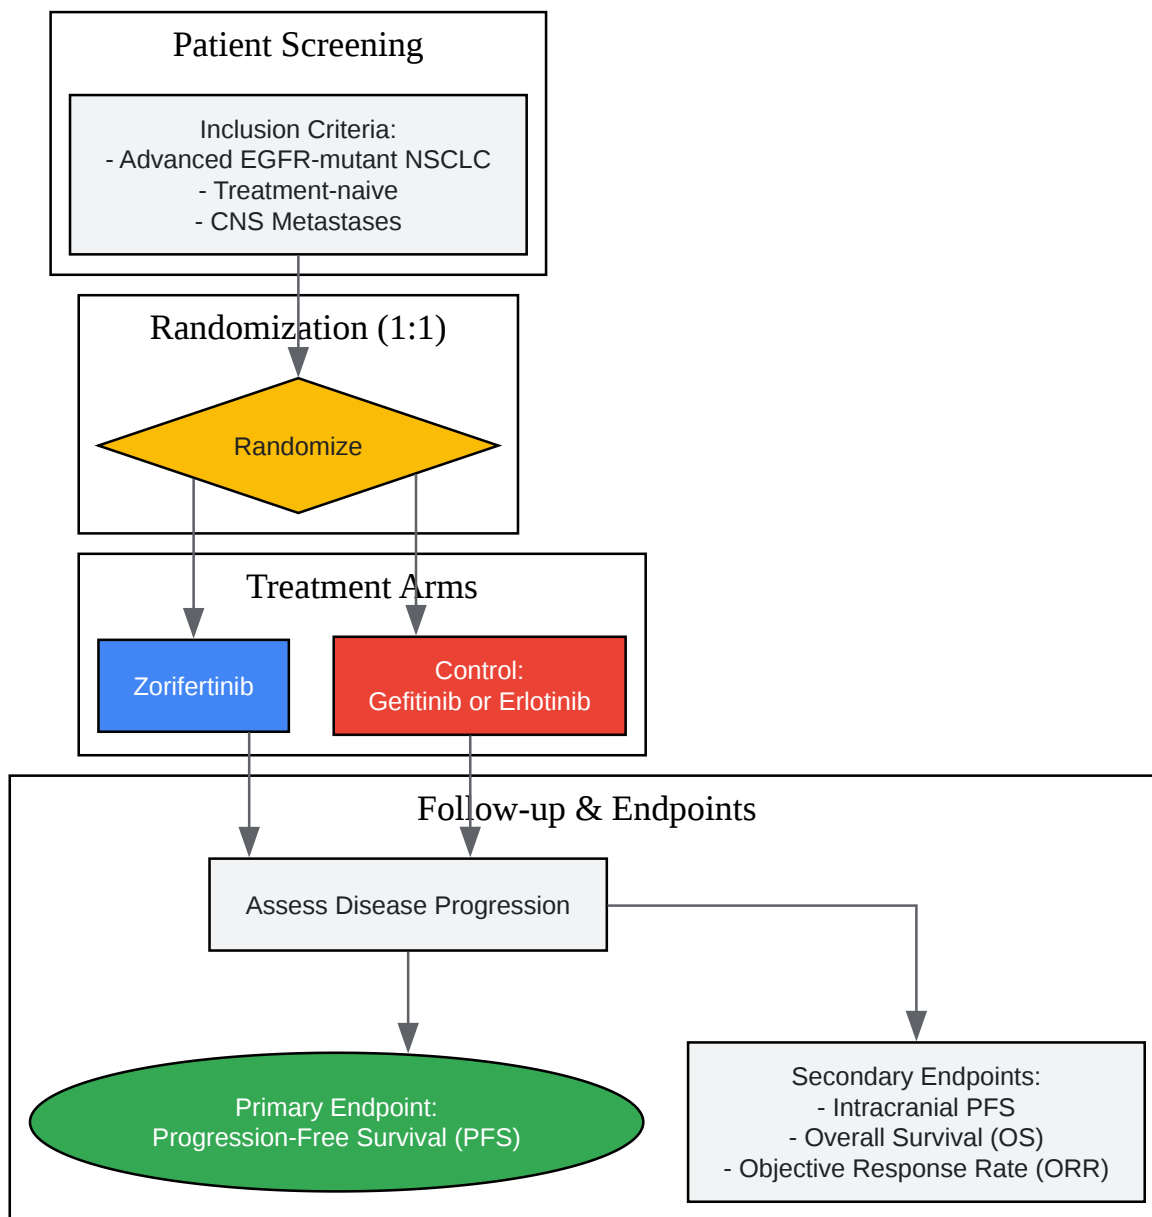 Patient Screening
Inclusion Criteria:
- Advanced EGFR-mutant NSCLC
- Treatment-naive
- CNS Metastases
Randomization (1:1)
Randomize
Treatment Arms
Zorifertinib
Control:
Gefitinib or Erlotinib
Follow-up & Endpoints
Assess Disease Progression
Primary Endpoint:
Progression-Free Survival (PFS)
Secondary Endpoints:
- Intracranial PFS
- Overall Survival (OS)
- Objective Response Rate (ORR)